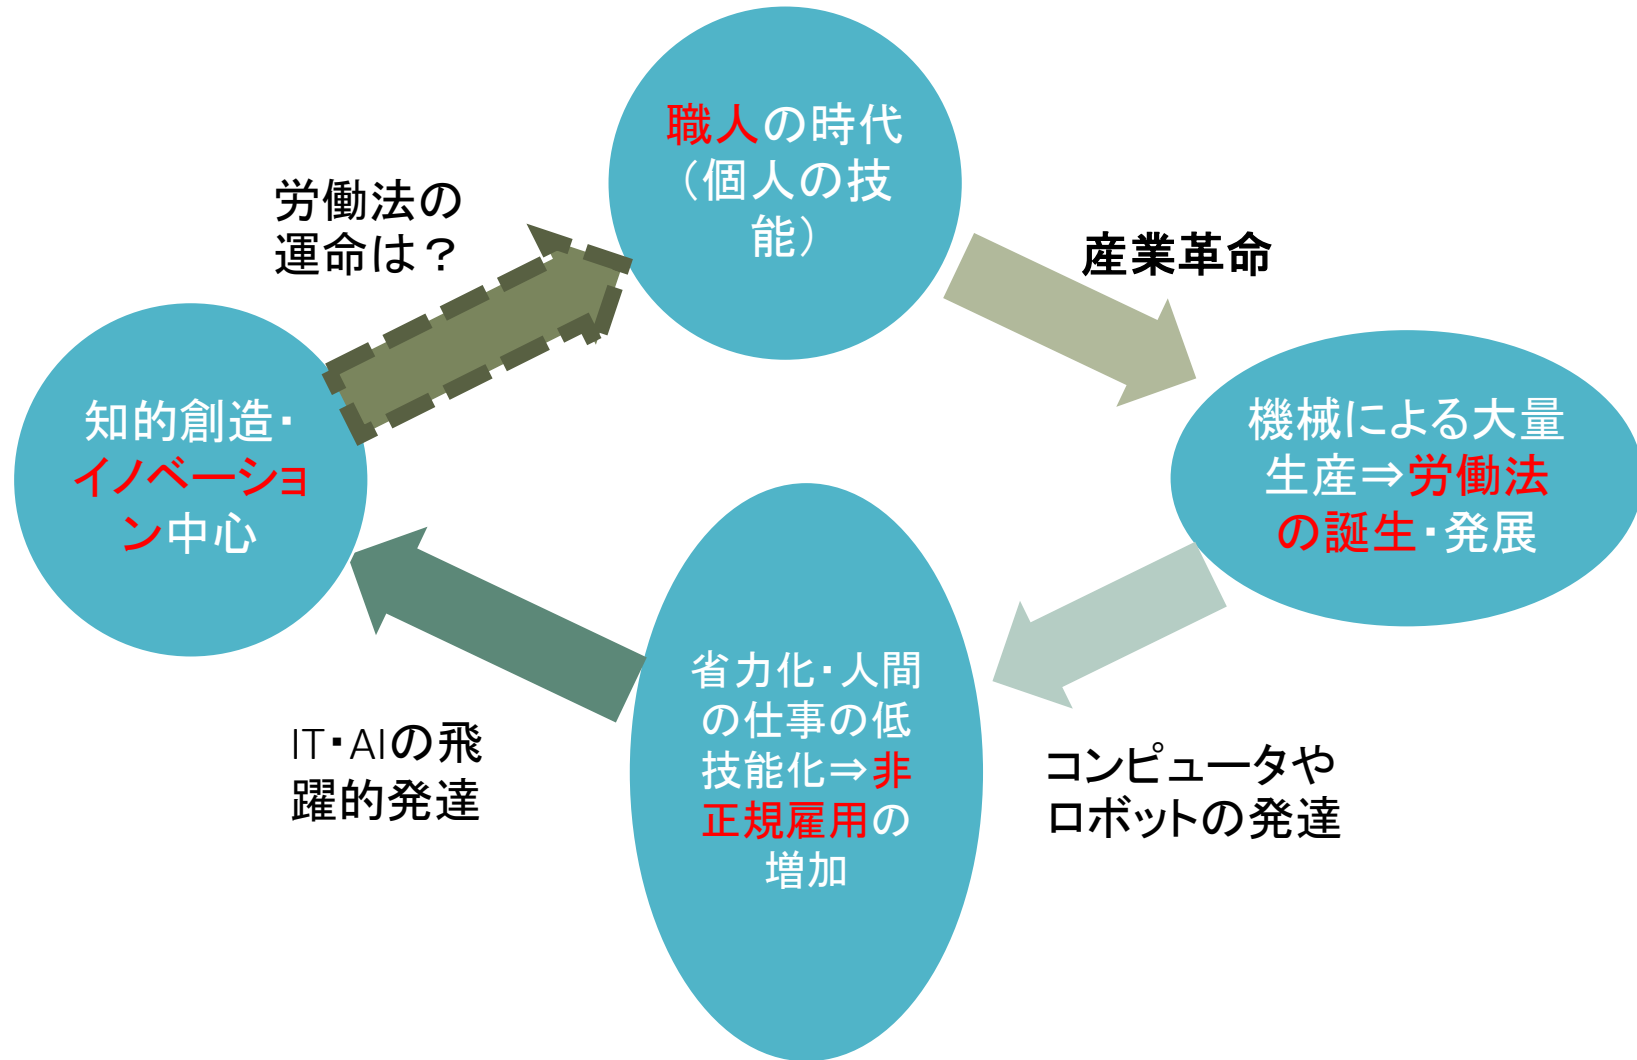 職人の時代
（個人の技
能）
産業革命
機械による大量
生産⇒労働法
の誕生・発展
コンピュータや
ロボットの発達
省力化・人間
の仕事の低
技能化⇒非
正規雇用の
増加
IT・AIの飛
躍的発達
知的創造・
イノベーショ
ン中心
労働法の
運命は？